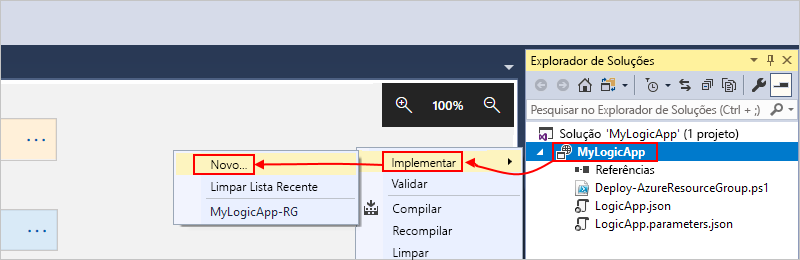 Explorador de Soluções
100%
Pesquisar no Explorador de Soluções (Ctrl + ;)
Solução 'MyLogicApp' (1 projeto)
MyLogicApp
Referências
Deploy-AzureResourceGroup.ps1
LogicApp.json
LogicApp.parameters.json
Implementar
Validar
Compilar
Recompilar
Limpar
Novo...
Limpar Lista Recente
MyLogicApp-RG